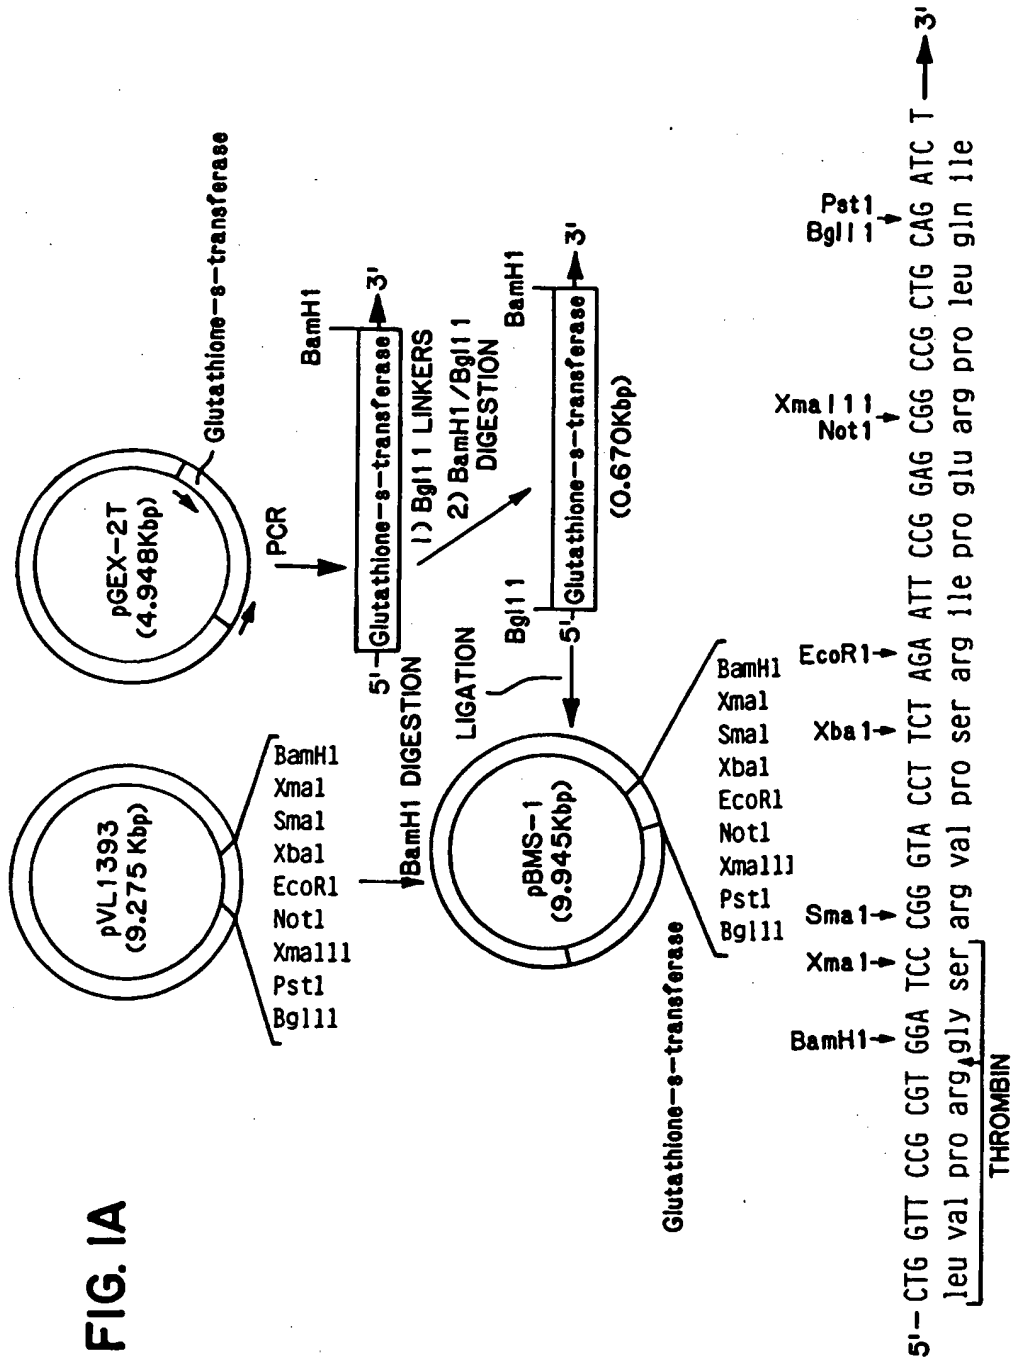 FIG. 1A
pVL1393
(9.275 Kbp)
BamH1
Xma1
Sma1
Xba1
EcoR1
Not1
Xma111
Pst1
Bgl11
BamH1 DIGESTION
pGEX-2T
(4.948Kbp)
Glutathione-s-transferase
PCR
BamH1
5'-Glutathione-s-transferase 3'
1) Bgl11 LINKERS
2) BamH1/Bgl11
DIGESTION
Bgl11
BamH1
5'-Glutathione-s-transferase 3'
(0.670Kbp)
LIGATION
pBMS-1
(9.945Kbp)
Glutathione-s-transferase
BamH1
Xma1
Sma1
Xba1
EcoR1
Not1
Xma111
Pst1
Bgl11
BamH1
Xma1
Sma1
Xba1
EcoR1
Xma111
Not1
Pst1
Bgl11
5'-CTG GTT CCG CGT GGA TCC CGG GTA CCT TCT AGA ATT CCG GAG CGG CCG CTG CAG ATC T 3'
leu val pro arg gly ser arg val pro ser arg ile pro glu arg pro leu gln ile
THROMBIN